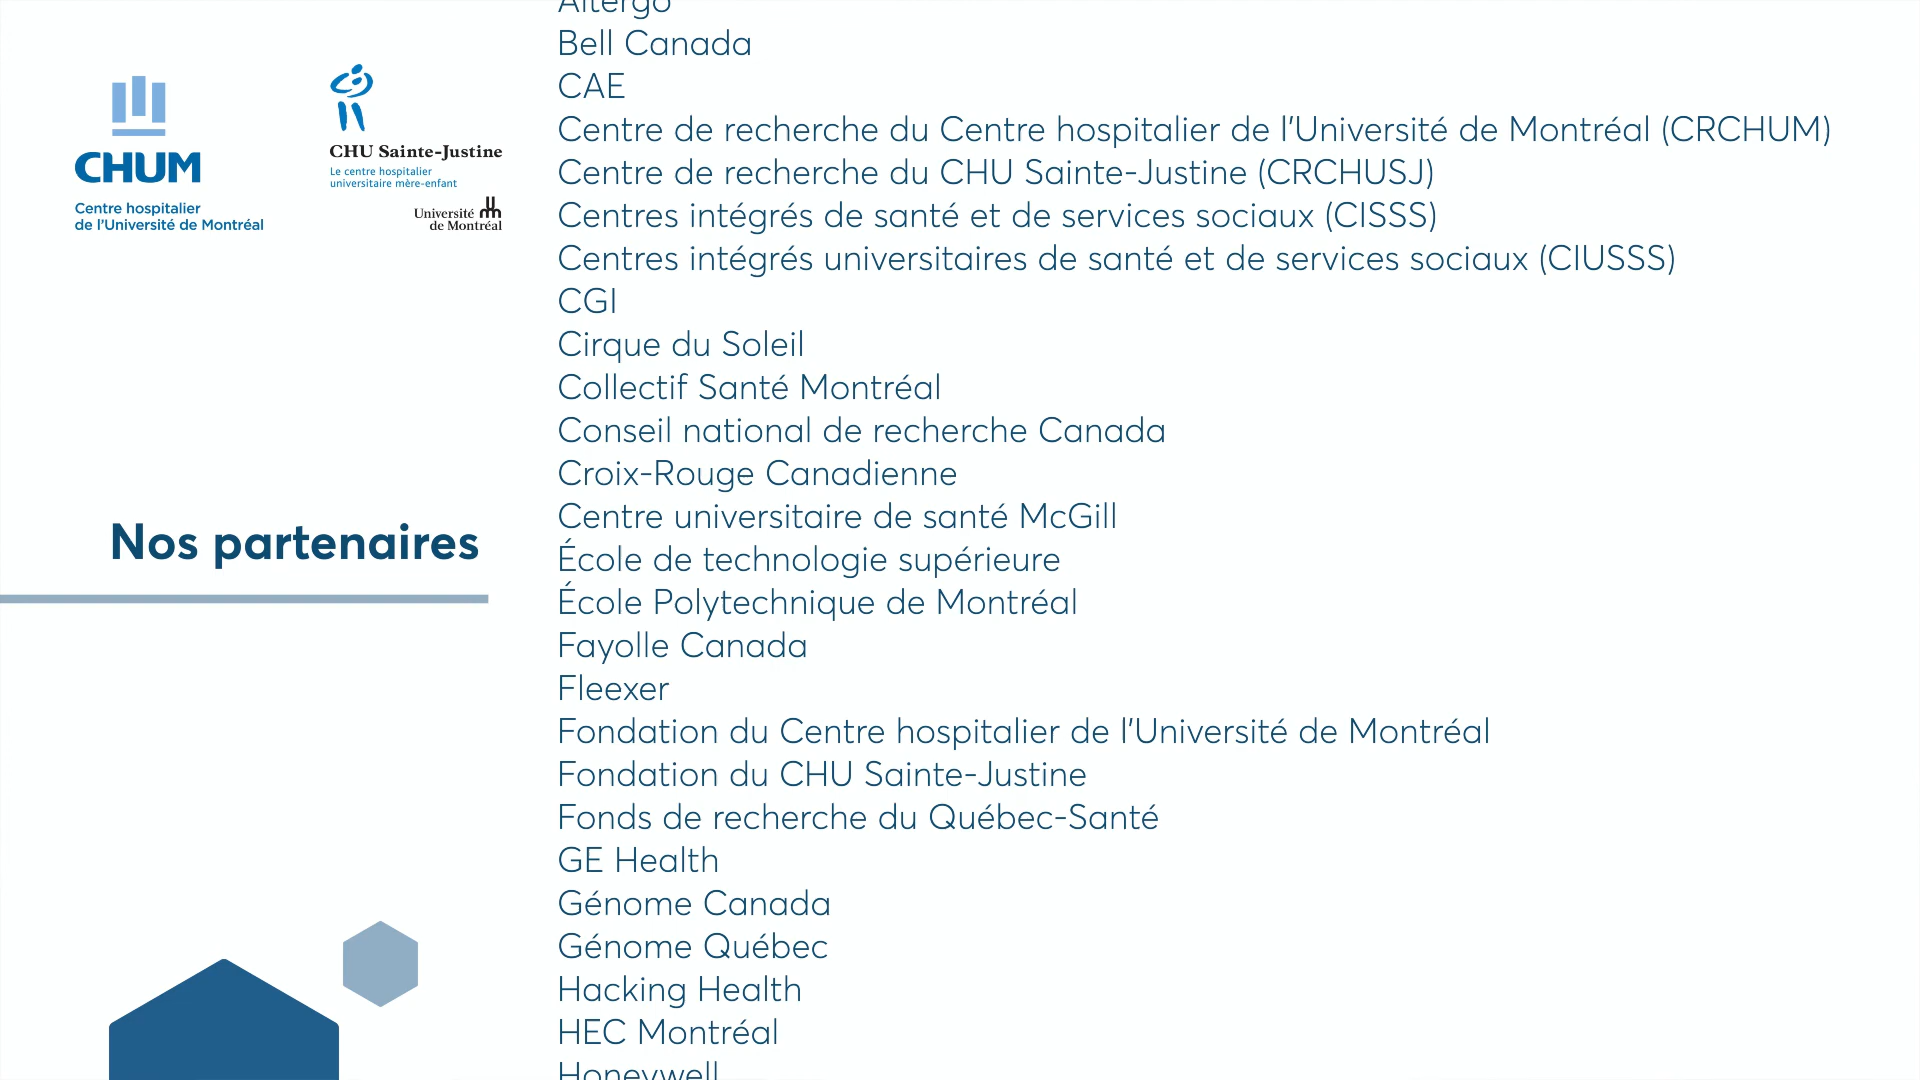 CHUM
Centre hospitalier
de l'Université de Montréal
CHU Sainte-Justine
Le centre hospitalier
universitaire mère-enfant
Université
de Montréal
Nos partenaires
Altergo
Bell Canada
CAE
Centre de recherche du Centre hospitalier de l'Université de Montréal (CRCHUM)
Centre de recherche du CHU Sainte-Justine (CRCHUSJ)
Centres intégrés de santé et de services sociaux (CISSS)
Centres intégrés universitaires de santé et de services sociaux (CIUSSS)
CGI
Cirque du Soleil
Collectif Santé Montréal
Conseil national de recherche Canada
Croix-Rouge Canadienne
Centre universitaire de santé McGill
École de technologie supérieure
École Polytechnique de Montréal
Fayolle Canada
Fleexer
Fondation du Centre hospitalier de l'Université de Montréal
Fondation du CHU Sainte-Justine
Fonds de recherche du Québec-Santé
GE Health
Génome Canada
Génome Québec
Hacking Health
HEC Montréal
Honeywell